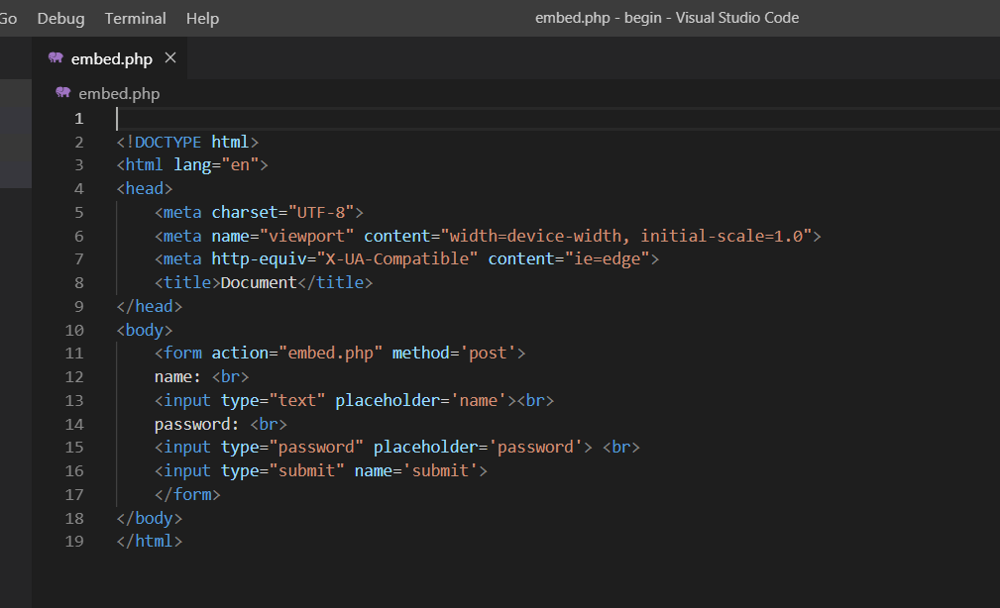 Go Debug Terminal Help embed.php - begin - Visual Studio Code
embed.php
embed.php
1
2 <!DOCTYPE html>
3 <html lang="en">
4 <head>
5     <meta charset="UTF-8">
6     <meta name="viewport" content="width=device-width, initial-scale=1.0">
7     <meta http-equiv="X-UA-Compatible" content="ie=edge">
8     <title>Document</title>
9 </head>
10 <body>
11     <form action="embed.php" method='post'>
12     name: <br>
13     <input type="text" placeholder='name'><br>
14     password: <br>
15     <input type="password" placeholder='password'> <br>
16     <input type="submit" name='submit'>
17     </form>
18 </body>
19 </html>